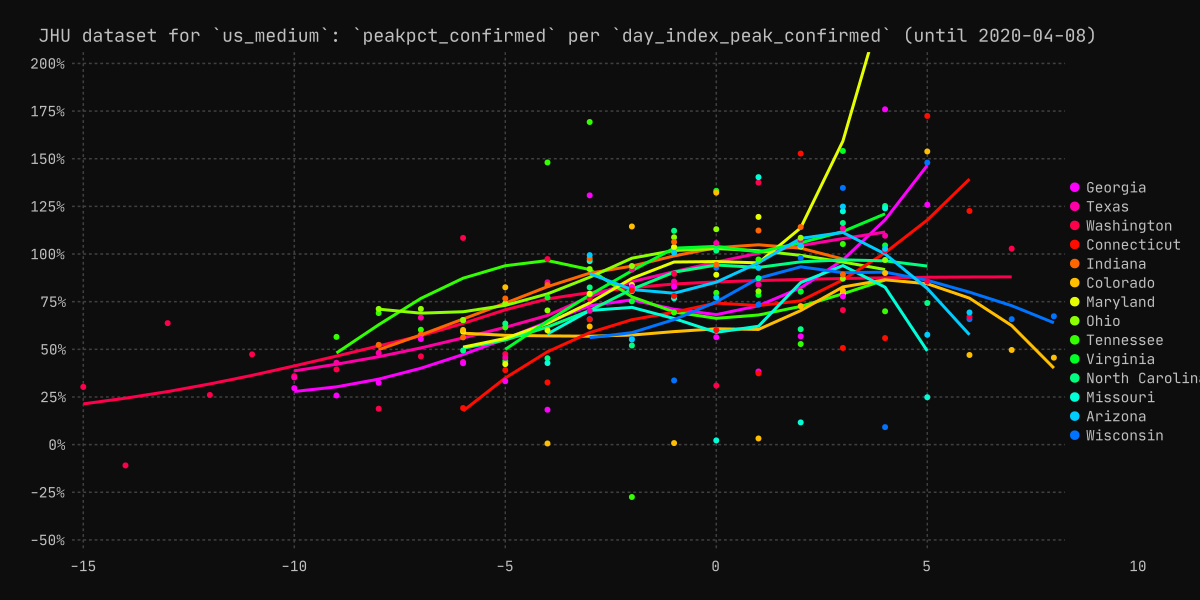 JHU dataset for `us_medium`: `peakpct_confirmed` per `day_index_peak_confirmed` (until 2020-04-08)
200%
175%
150%
125%
100%
75%
50%
25%
0%
-25%
-50%
-15
-10
-5
0
5
10
Georgia
Texas
Washington
Connecticut
Indiana
Colorado
Maryland
Ohio
Tennessee
Virginia
North Carolina
Missouri
Arizona
Wisconsin